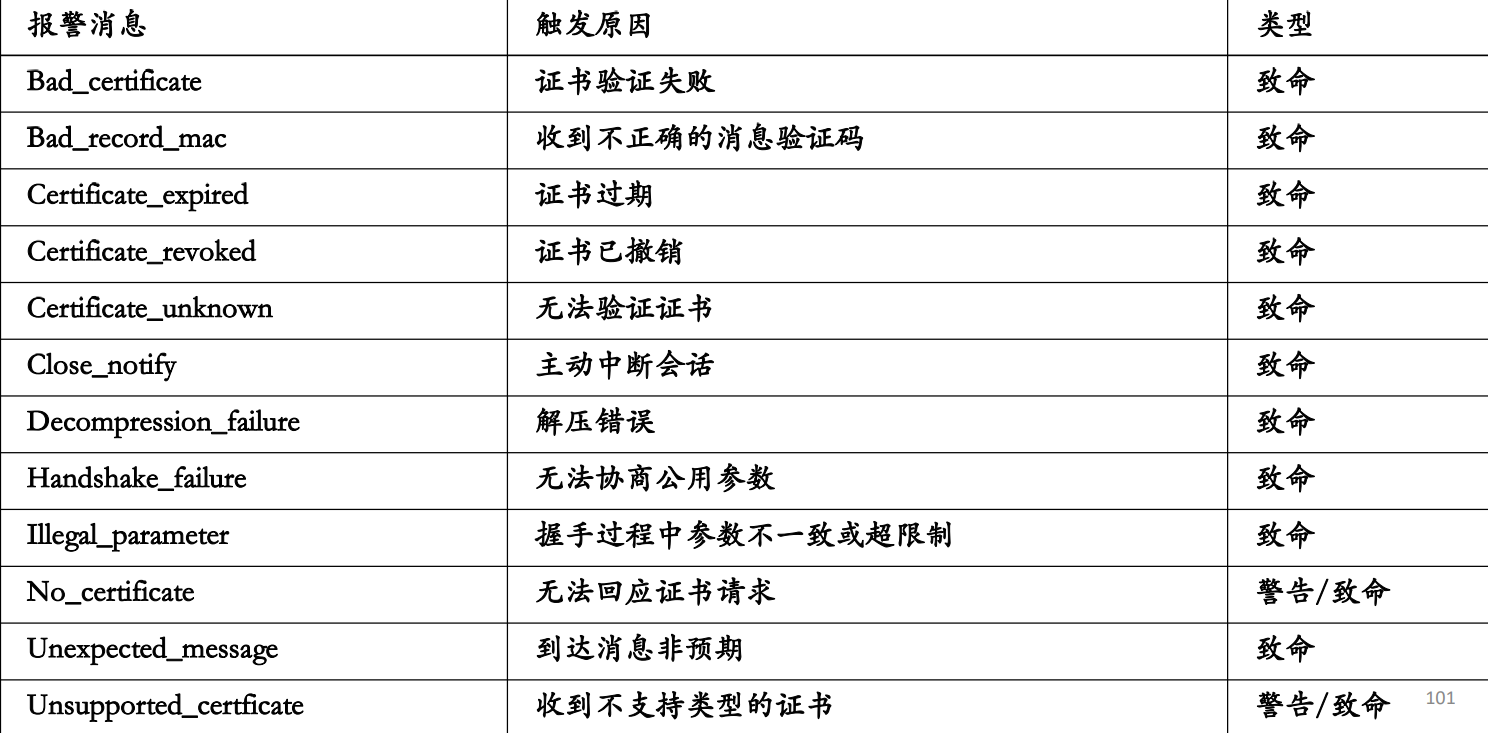 报警消息 触发原因 类型
Bad_certificate 证书验证失败 致命
Bad_record_mac 收到不正确的消息验证码 致命
Certificate_expired 证书过期 致命
Certificate_revoked 证书已撤销 致命
Certificate_unknown 无法验证证书 致命
Close_notify 主动中断会话 致命
Decompression_failure 解压错误 致命
Handshake_failure 无法协商公用参数 致命
Illegal_parameter 握手过程中参数不一致或超限制 致命
No_certificate 无法回应证书请求 警告/致命
Unexpected_message 到达消息非预期 致命
Unsupported_certficate 收到不支持类型的证书 警告/致命 101